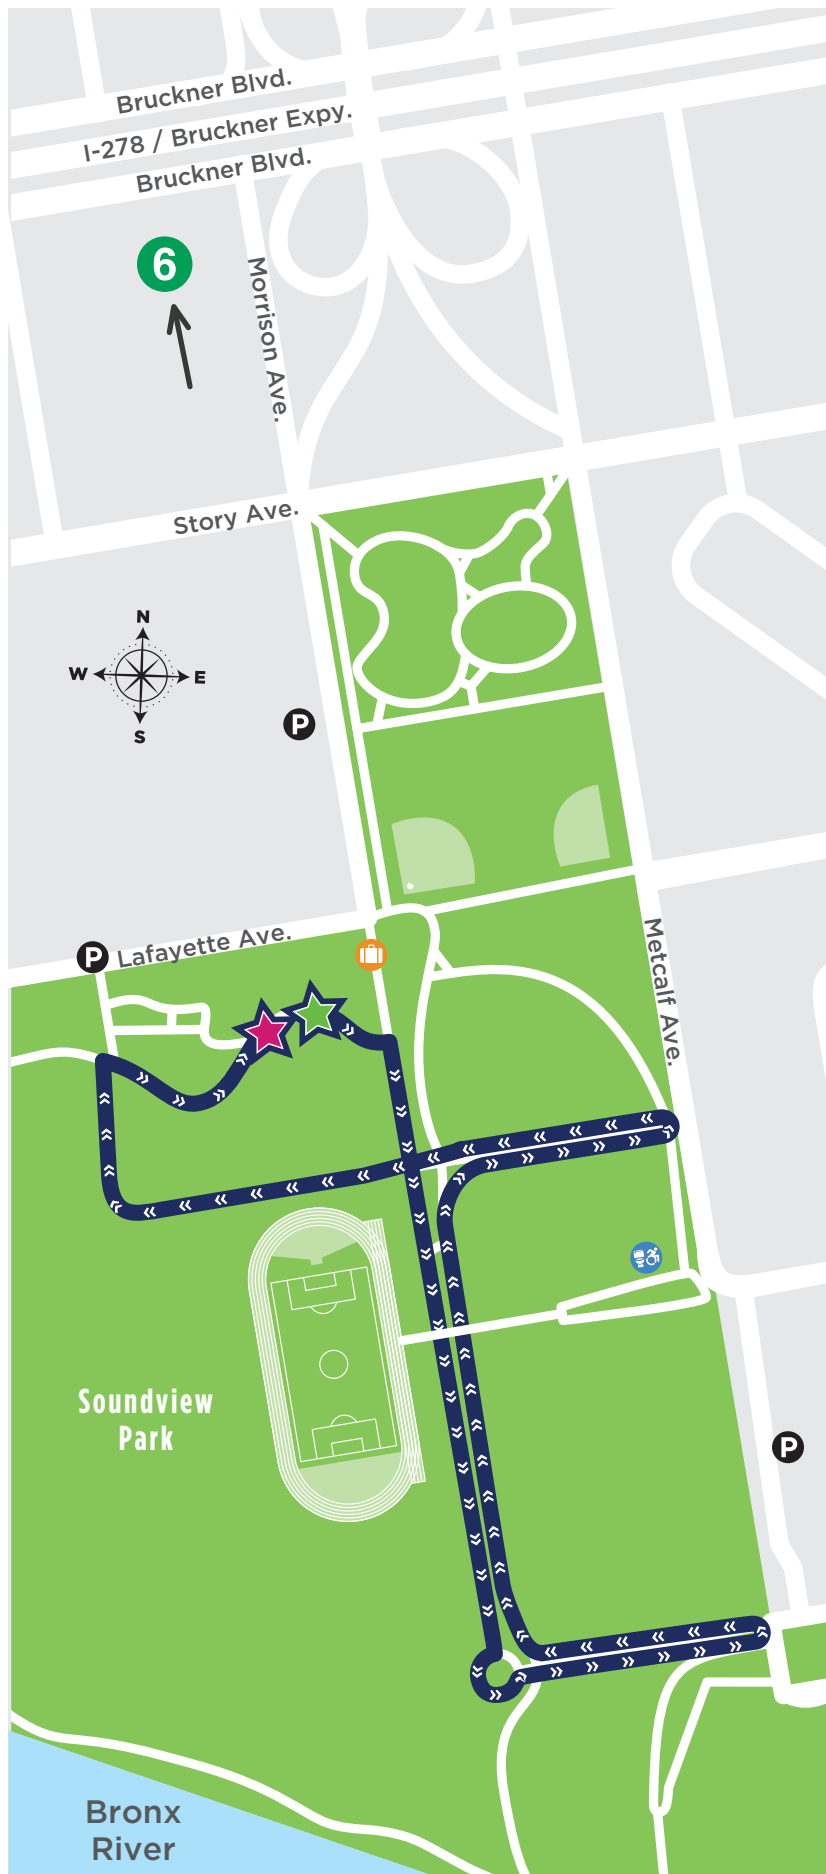 Bruckner Blvd.
I-278 / Bruckner Expy.
Bruckner Blvd.
6
Morrison Ave.
Story Ave.
N
W
E
S
P
Lafayette Ave.
P
Metcalf Ave.
Soundview
Park
P
Bronx
River